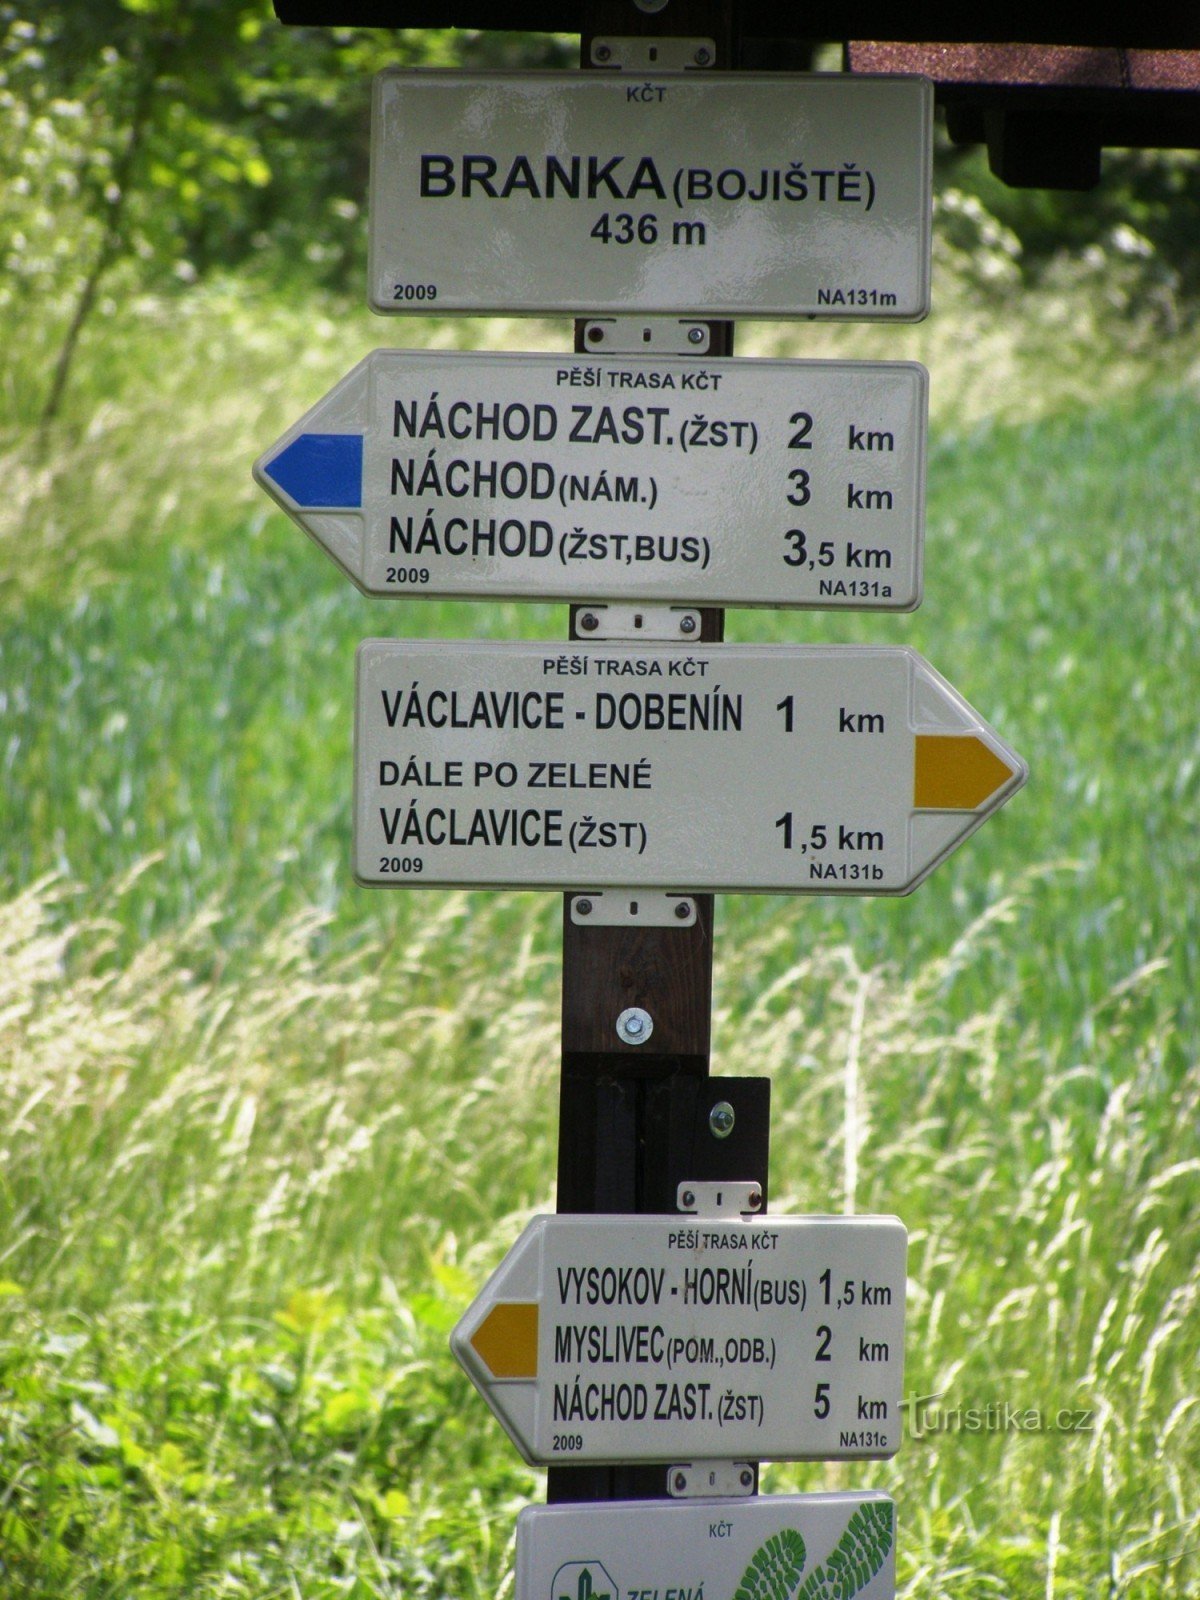 KČT
BRANKA (BOJIŠTĚ)
436 m
2009 NA131m
PĚŠÍ TRASA KČT
NÁCHOD ZAST. (ŽST) 2 km
NÁCHOD (NÁM.) 3 km
NÁCHOD (ŽST,BUS) 3,5 km
2009 NA131a
PĚŠÍ TRASA KČT
VÁCLAVICE - DOBENÍN 1 km
DÁLE PO ZELENÉ
VÁCLAVICE (ŽST) 1,5 km
2009 NA131b
PĚŠÍ TRASA KČT
VYSOKOV - HORNÍ (BUS) 1,5 km
MYSLIVEC (POM.,ODB.) 2 km
NÁCHOD ZAST. (ŽST) 5 km
2009 NA131c
Turistika.cz
KČT
ZELENÁ